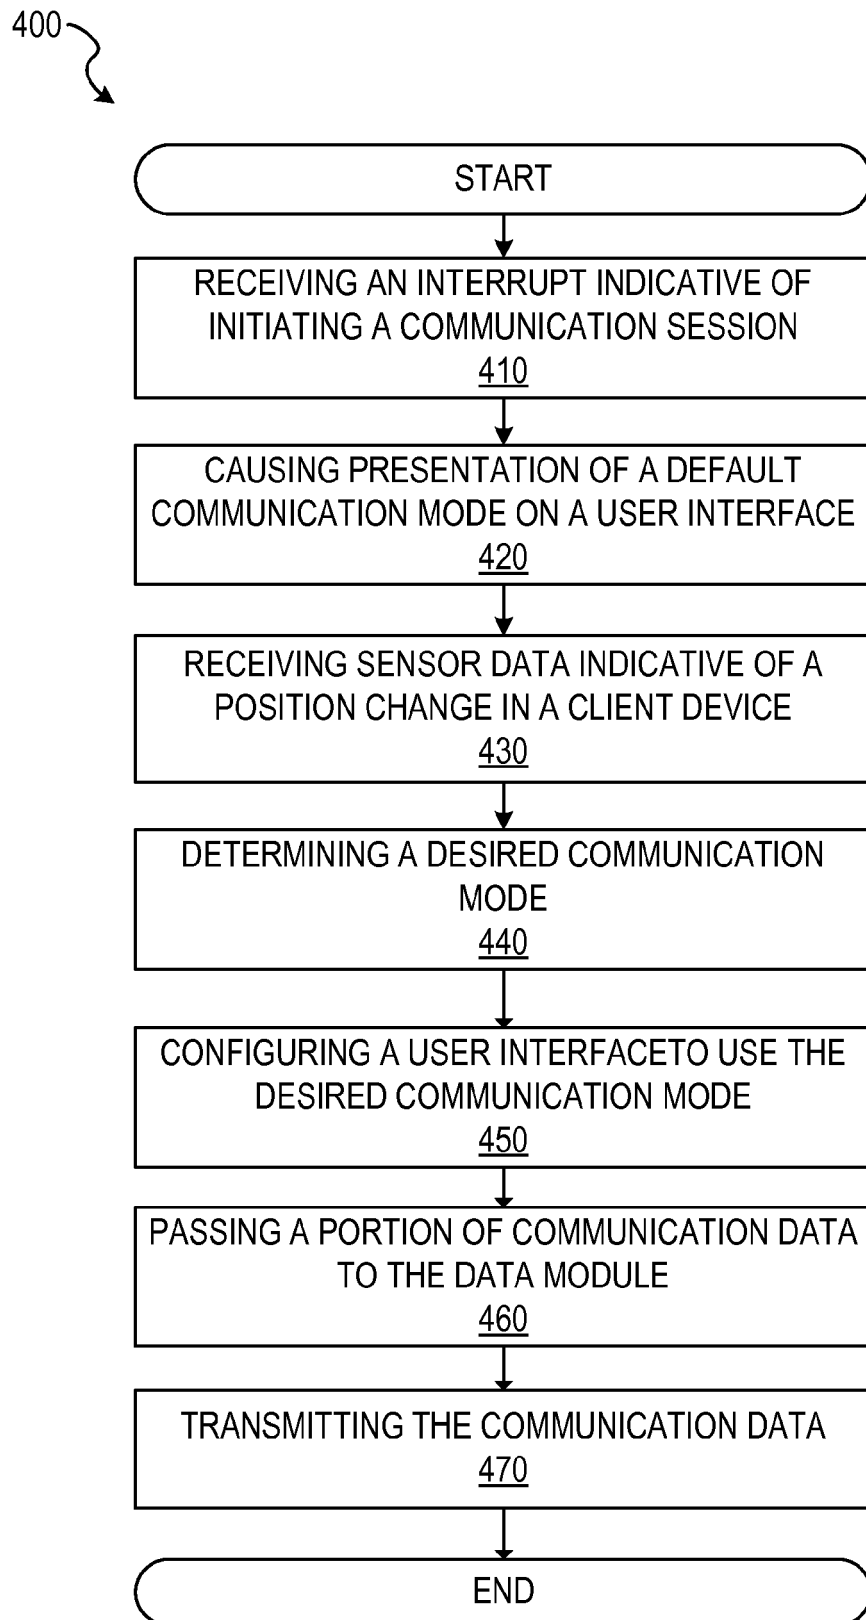 400
START
RECEIVING AN INTERRUPT INDICATIVE OF
INITIATING A COMMUNICATION SESSION
410
CAUSING PRESENTATION OF A DEFAULT
COMMUNICATION MODE ON A USER INTERFACE
420
RECEIVING SENSOR DATA INDICATIVE OF A
POSITION CHANGE IN A CLIENT DEVICE
430
DETERMINING A DESIRED COMMUNICATION
MODE
440
CONFIGURING A USER INTERFACETO USE THE
DESIRED COMMUNICATION MODE
450
PASSING A PORTION OF COMMUNICATION DATA
TO THE DATA MODULE
460
TRANSMITTING THE COMMUNICATION DATA
470
END